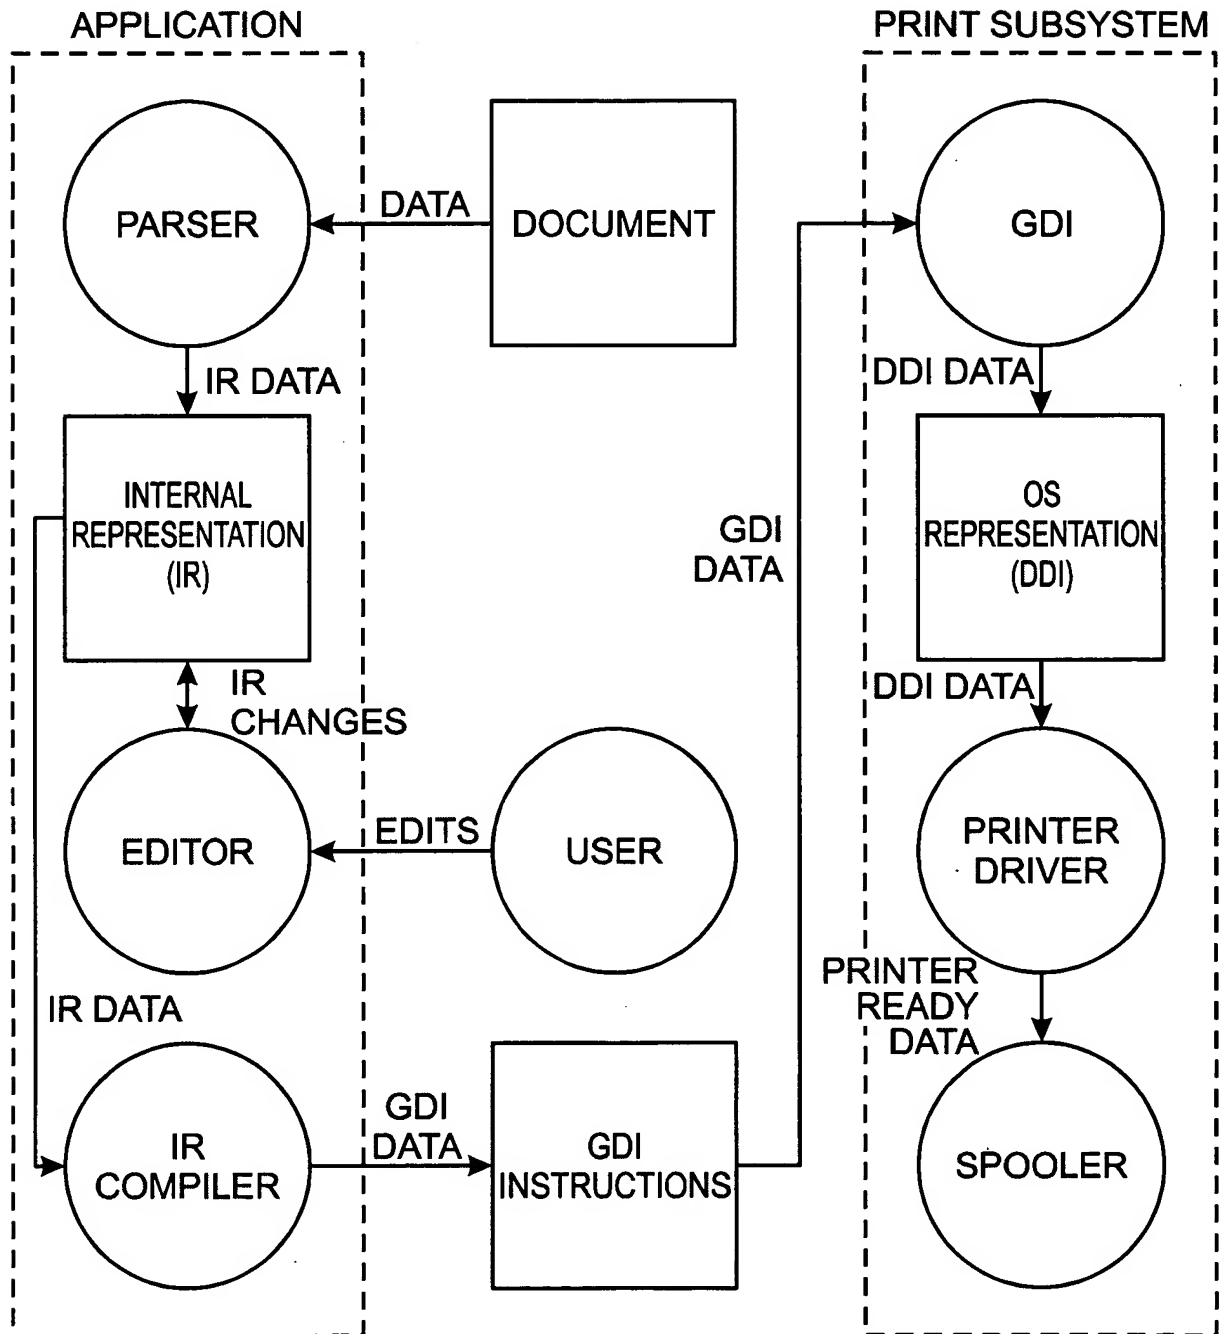 APPLICATION
PRINT SUBSYSTEM
PARSER
DATA
DOCUMENT
GDI
IR DATA
DDI DATA
INTERNAL
REPRESENTATION
(IR)
GDI
DATA
OS
REPRESENTATION
(DDI)
IR
CHANGES
DDI DATA
EDITOR
EDITS
USER
PRINTER
DRIVER
IR DATA
PRINTER
READY
DATA
IR
COMPILER
GDI
DATA
GDI
INSTRUCTIONS
SPOOLER